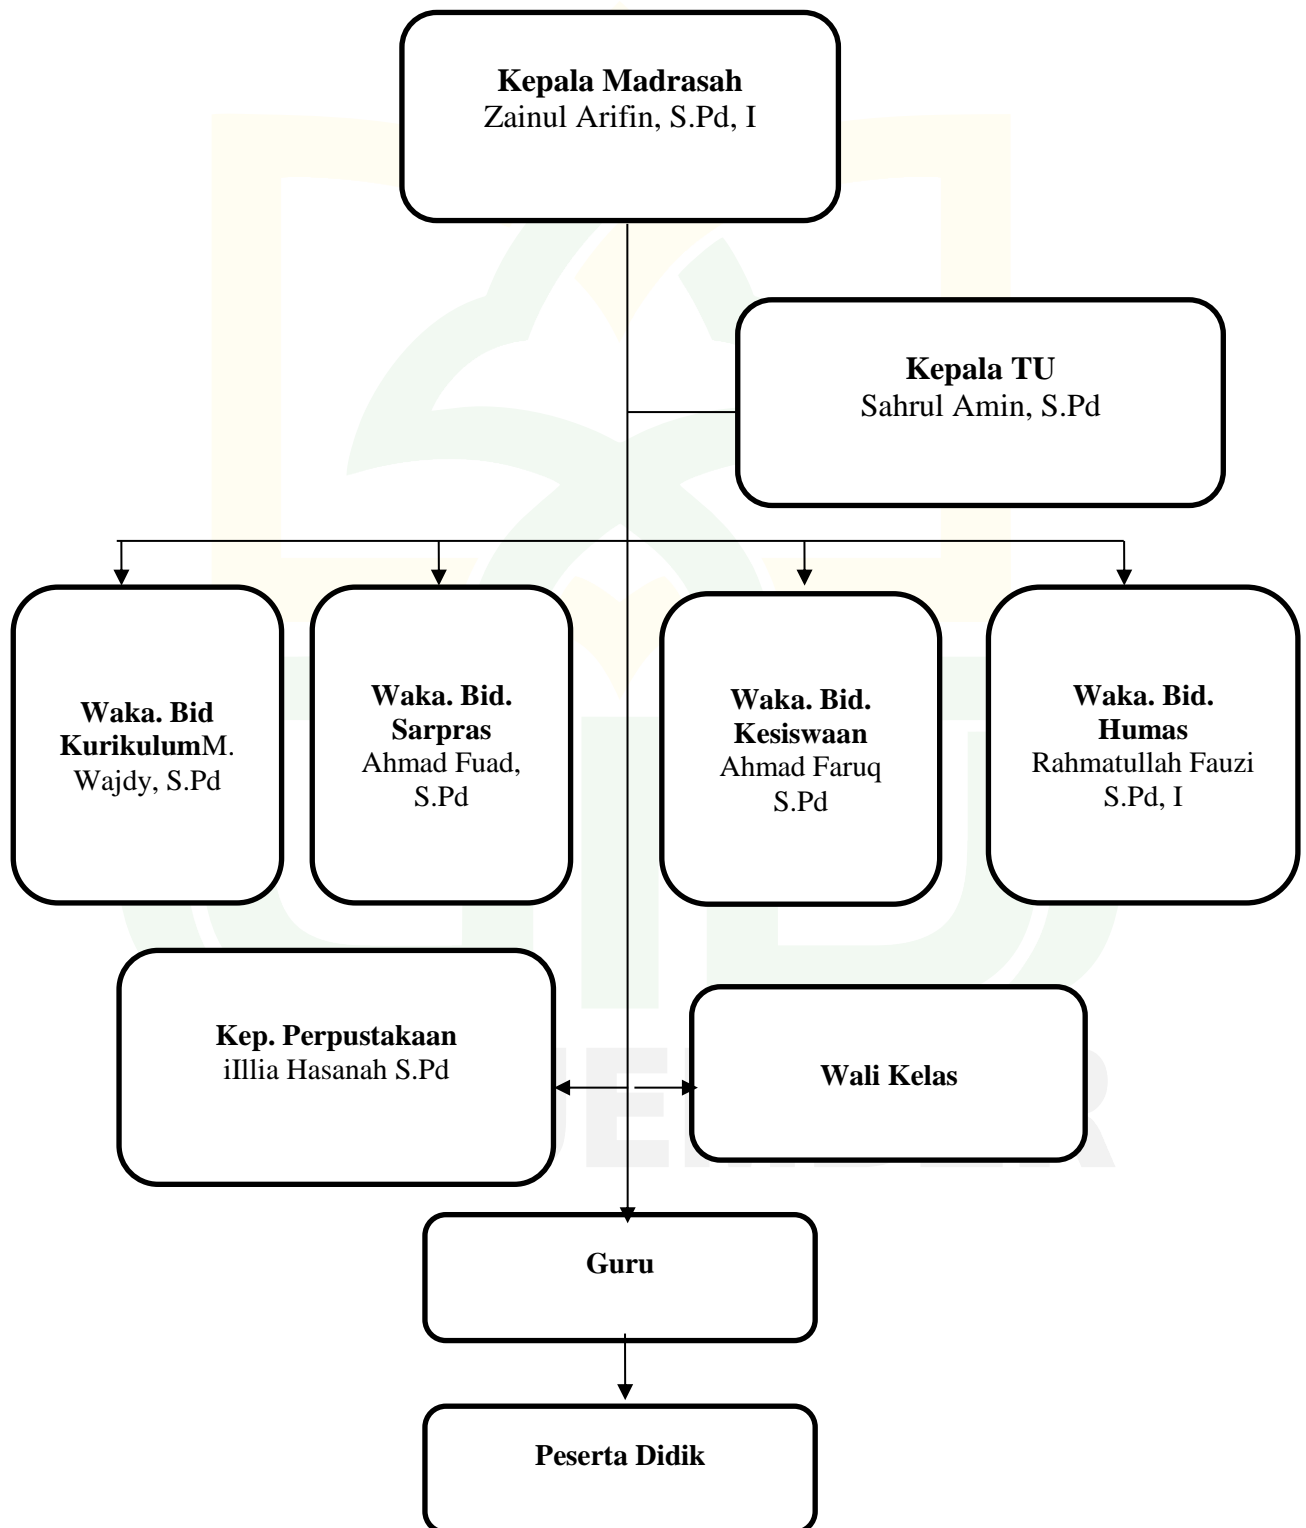 Kepala Madrasah
Zainul Arifin, S.Pd, I
Kepala TU
Sahrul Amin, S.Pd
Waka. Bid
KurikulumM.
Wajdy, S.Pd
Waka. Bid.
Sarpras
Ahmad Fuad,
S.Pd
Waka. Bid.
Kesiswaan
Ahmad Faruq
S.Pd
Waka. Bid.
Humas
Rahmatullah Fauzi
S.Pd, I
Kep. Perpustakaan
iIllia Hasanah S.Pd
Wali Kelas
Guru
Peserta Didik